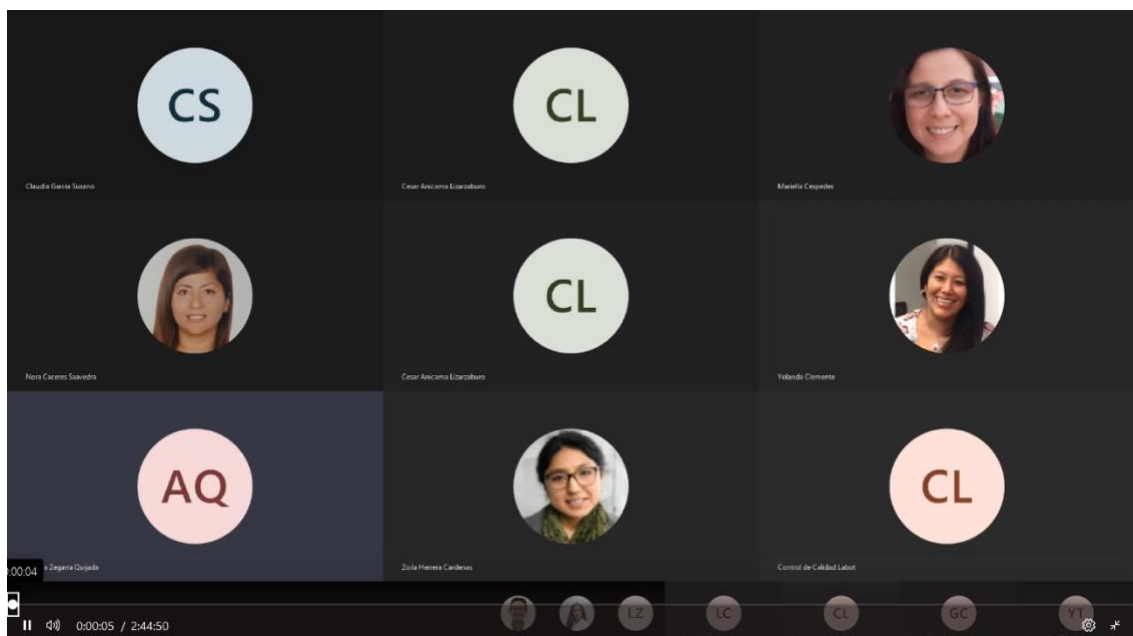 CS
CL
Claudia Garcia Susano
Cesar Anicama Lizarzaburo
Mariella Cespedes
CL
Nora Caceres Saavedra
Cesar Anicama Lizarzaburo
Yolanda Clemente
AQ
CL
Zegarra Quijada
Zoila Herrera Cardenas
Control de Calidad Labot
:00:04
LZ
LC
CL
GC
YT
0:00:05 / 2:44:50